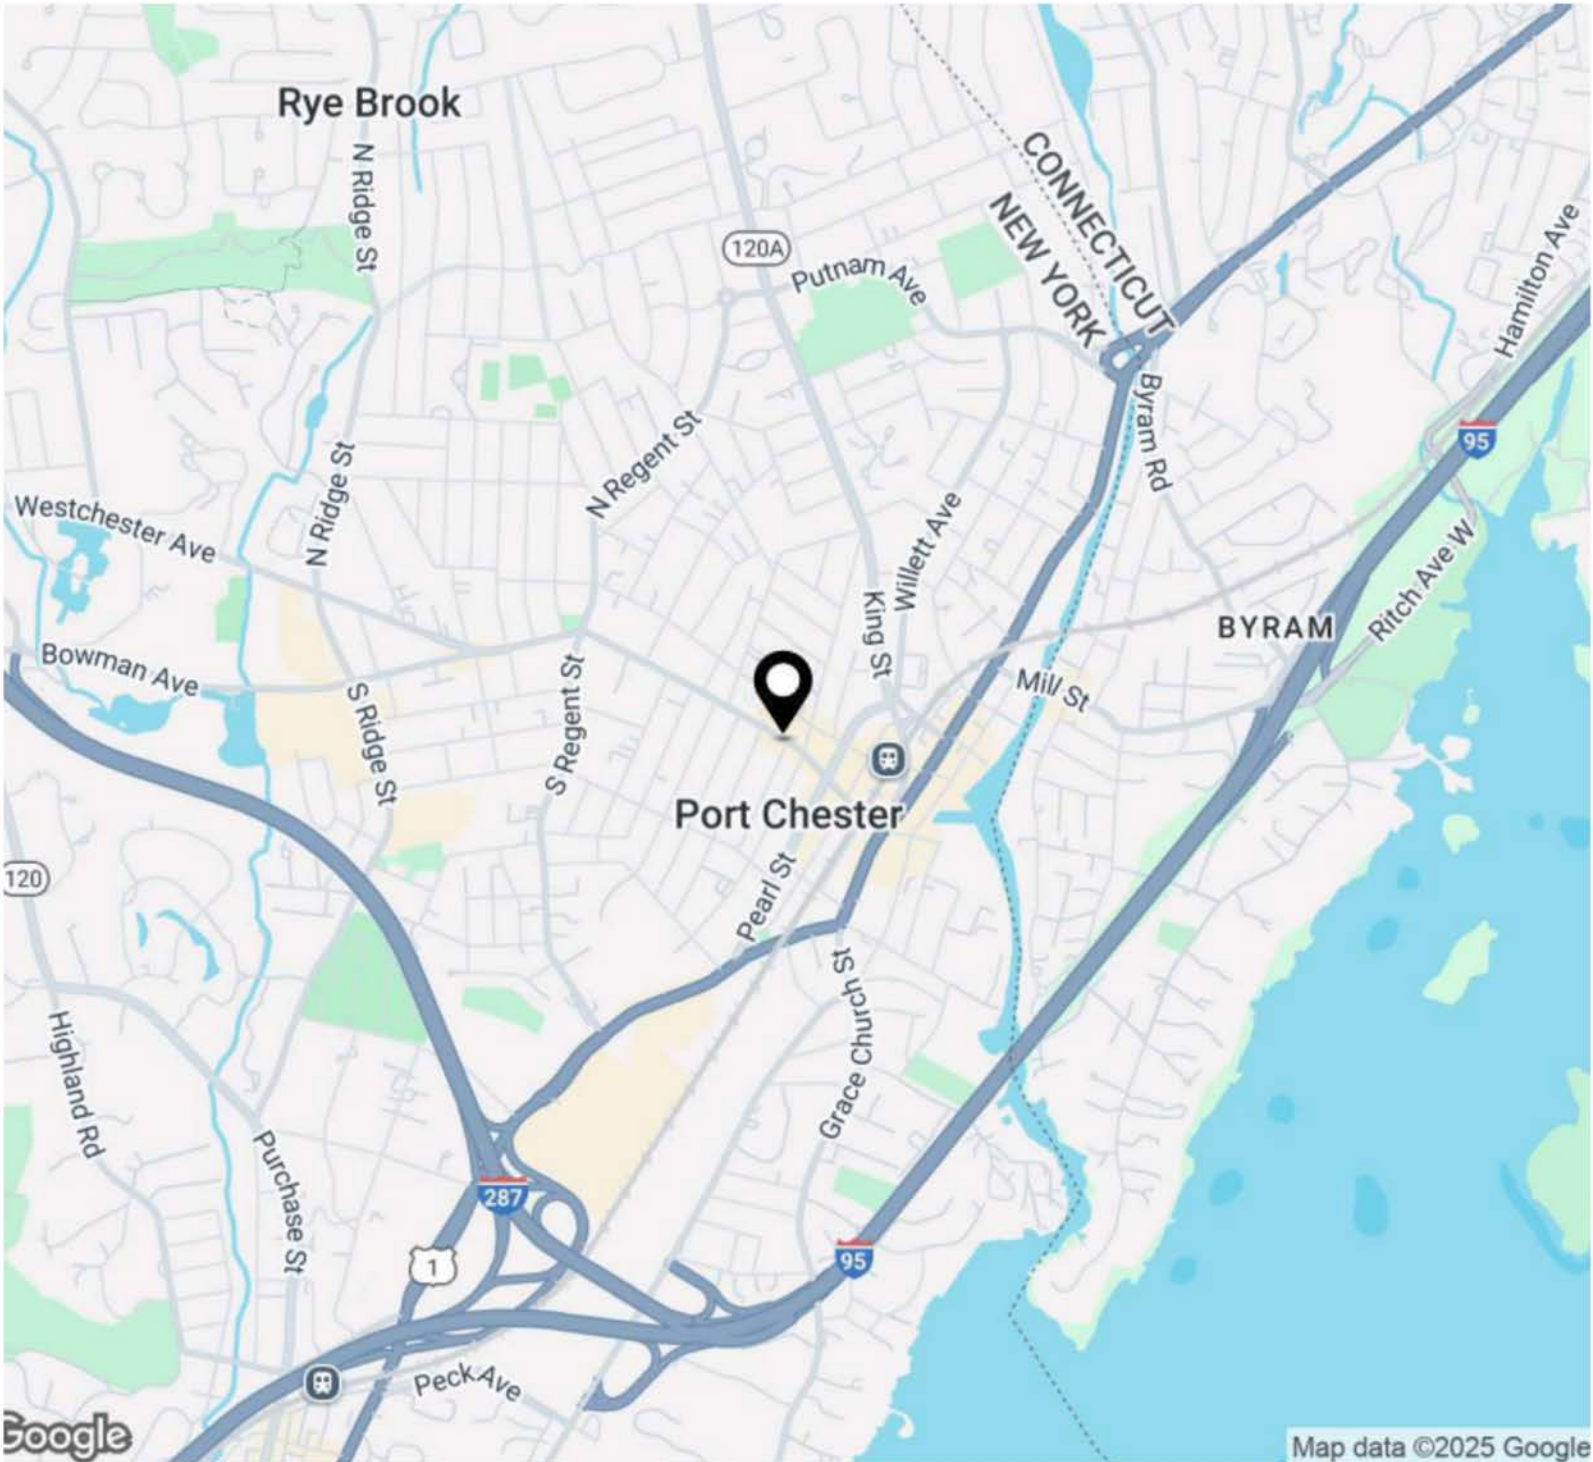 Rye Brook
N Ridge St
120A
Putnam Ave
CONNECTICUT
NEW YORK
Hamilton Ave
Byram Rd
95
N Regent St
N Ridge St
Westchester Ave
Willett Ave
Ritch Ave W
King St
BYRAM
Bowman Ave
S Ridge St
S Regent St
Mill St
Port Chester
Pearl St
120
Grace Church St
Highland Rd
Purchase St
287
1
95
Peck Ave
Google
Map data ©2025 Google